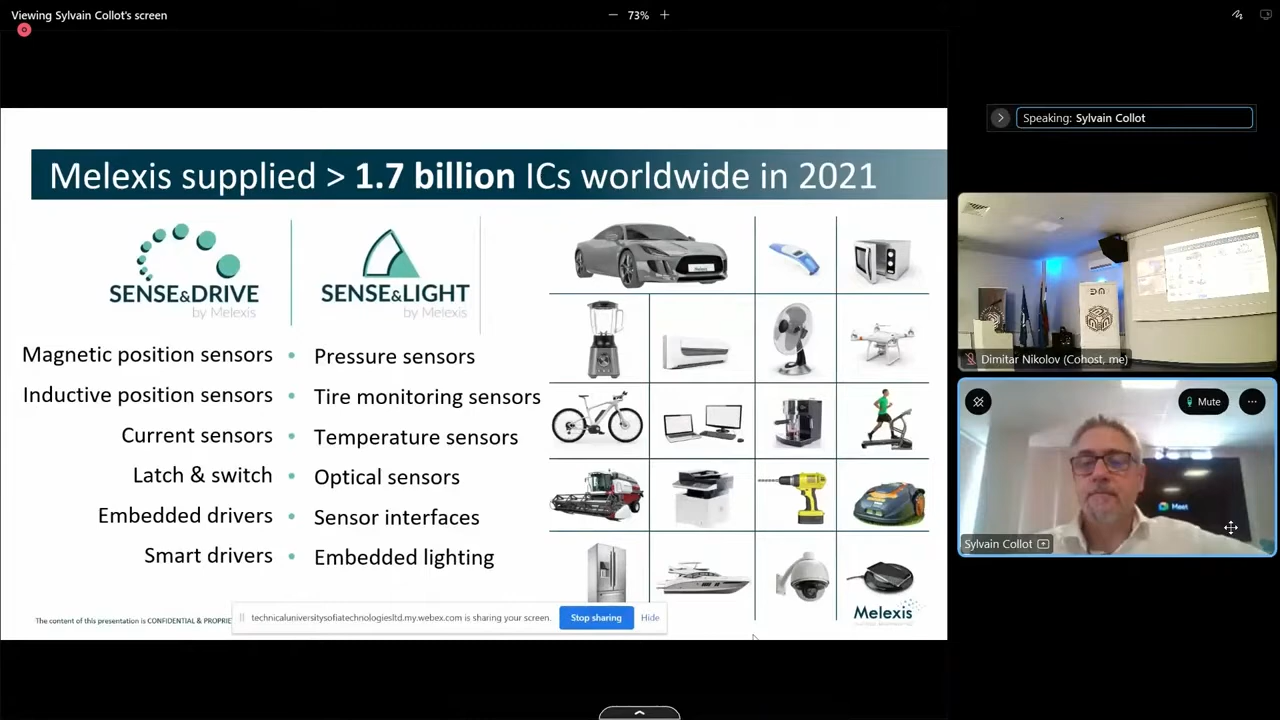 Viewing Sylvain Collot's screen
73%
Speaking: Sylvain Collot
Melexis supplied > 1.7 billion ICs worldwide in 2021
SENSE&DRIVE
by Melexis
SENSE&LIGHT
by Melexis
Magnetic position sensors
Inductive position sensors
Current sensors
Latch & switch
Embedded drivers
Smart drivers
Pressure sensors
Tire monitoring sensors
Temperature sensors
Optical sensors
Sensor interfaces
Embedded lighting
Melexis
The content of this presentation is CONFIDENTIAL & PROPRIE
technicaluniversitysofiatechnologiesltd.my.webex.com is sharing your screen.
Stop sharing
Hide
Dimitar Nikolov (Cohost, me)
Mute
Meet
Sylvain Collot